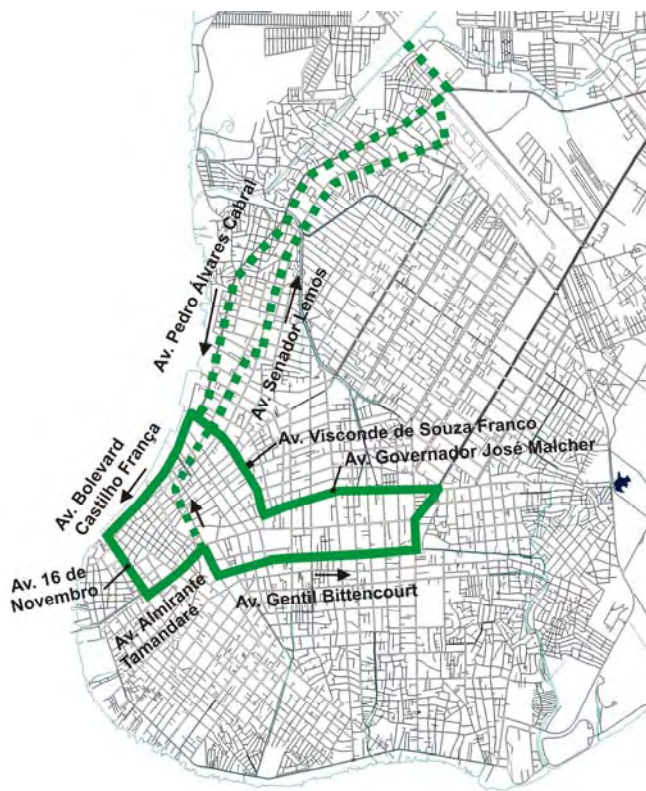 Av. Pedro Álvares Cabral
Av. Senador Lemos
Av. Visconde de Souza Franco
Av. Governador José Malcher
Av. Bolevard
Castilho França
Av. 16 de
Novembro
Av. Almirante
Tamandaré
Av. Gentil Bittencourt